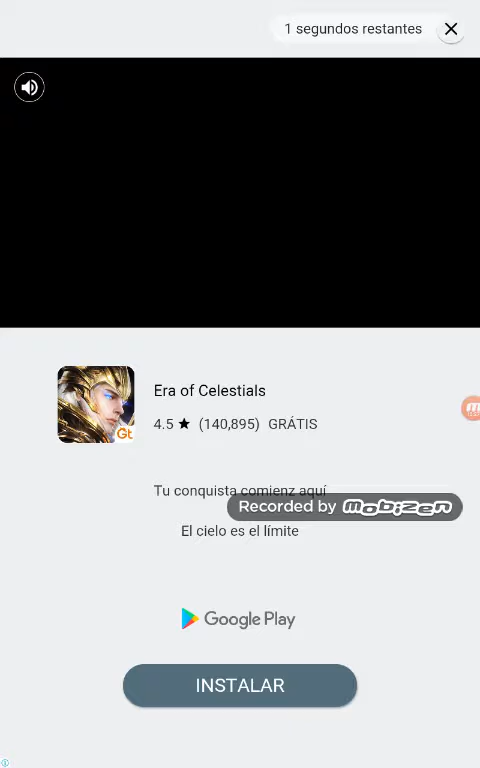 1 segundos restantes
Era of Celestials
4.5 ★ (140,895) GRÁTIS
Gt
Tu conquista comienz aquí
Recorded by Mobizen
El cielo es el límite
Google Play
INSTALAR